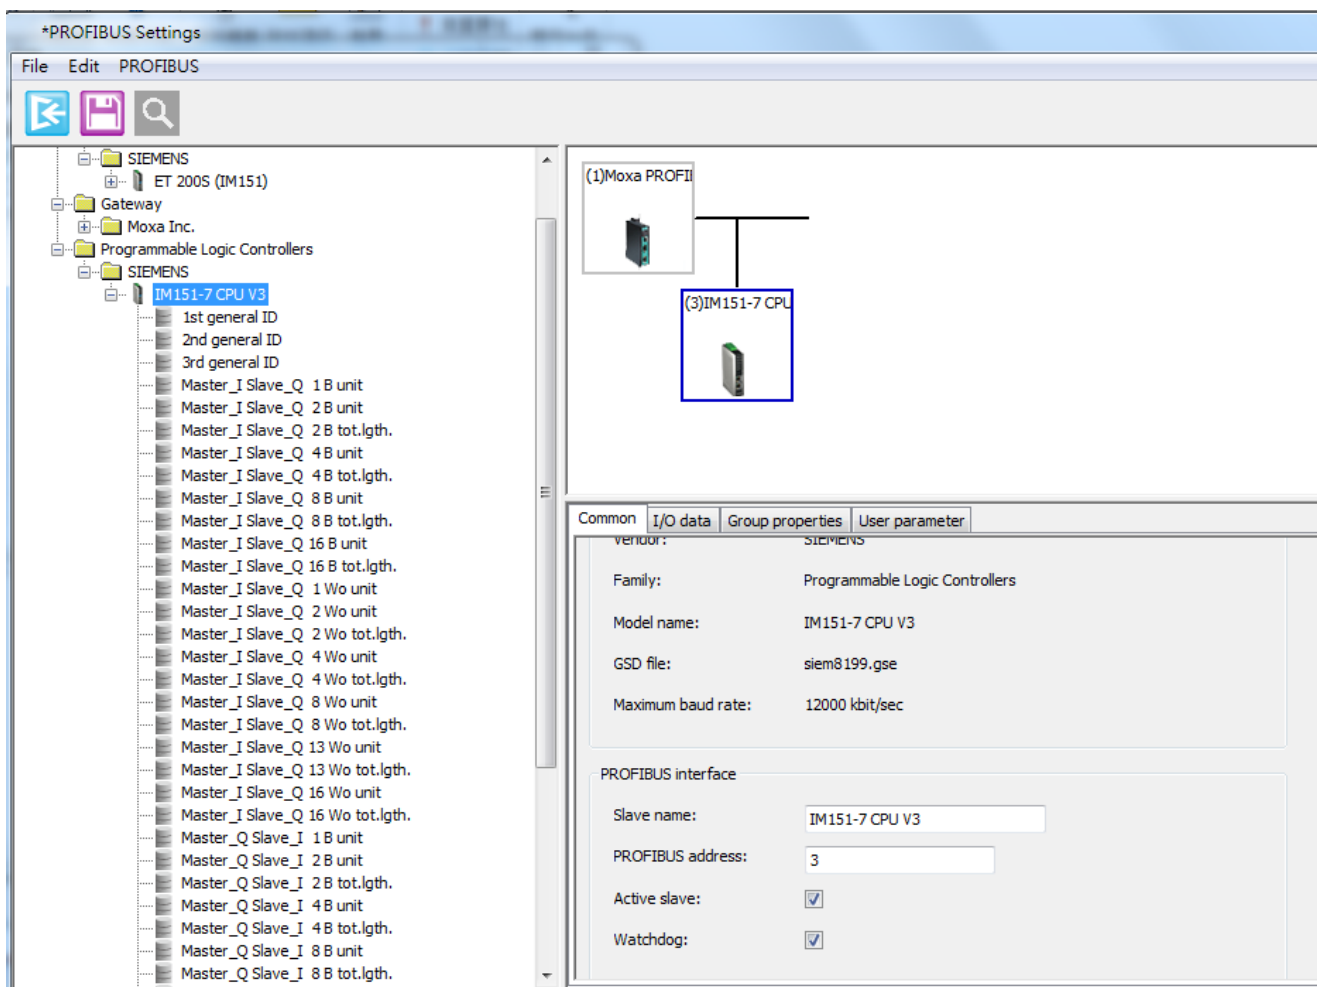 *PROFIBUS Settings
File Edit PROFIBUS
SIEMENS
ET 200S (IM151)
Gateway
Moxa Inc.
Programmable Logic Controllers
SIEMENS
IM151-7 CPU V3
1st general ID
2nd general ID
3rd general ID
Master_I Slave_Q 1 B unit
Master_I Slave_Q 2 B unit
Master_I Slave_Q 2 B tot.lgth.
Master_I Slave_Q 4 B unit
Master_I Slave_Q 4 B tot.lgth.
Master_I Slave_Q 8 B unit
Master_I Slave_Q 8 B tot.lgth.
Master_I Slave_Q 16 B unit
Master_I Slave_Q 16 B tot.lgth.
Master_I Slave_Q 1 Wo unit
Master_I Slave_Q 2 Wo unit
Master_I Slave_Q 2 Wo tot.lgth.
Master_I Slave_Q 4 Wo unit
Master_I Slave_Q 4 Wo tot.lgth.
Master_I Slave_Q 8 Wo unit
Master_I Slave_Q 8 Wo tot.lgth.
Master_I Slave_Q 13 Wo unit
Master_I Slave_Q 13 Wo tot.lgth.
Master_I Slave_Q 16 Wo unit
Master_I Slave_Q 16 Wo tot.lgth.
Master_Q Slave_I 1 B unit
Master_Q Slave_I 2 B unit
Master_Q Slave_I 2 B tot.lgth.
Master_Q Slave_I 4 B unit
Master_Q Slave_I 4 B tot.lgth.
Master_Q Slave_I 8 B unit
Master_Q Slave_I 8 B tot.lgth.
(1)Moxa PROFI
(3)IM151-7 CPU
Common I/O data Group properties User parameter
Vendor: SIEMENS
Family: Programmable Logic Controllers
Model name: IM151-7 CPU V3
GSD file: siem8199.gse
Maximum baud rate: 12000 kbit/sec
PROFIBUS interface
Slave name: IM151-7 CPU V3
PROFIBUS address: 3
Active slave:
Watchdog: